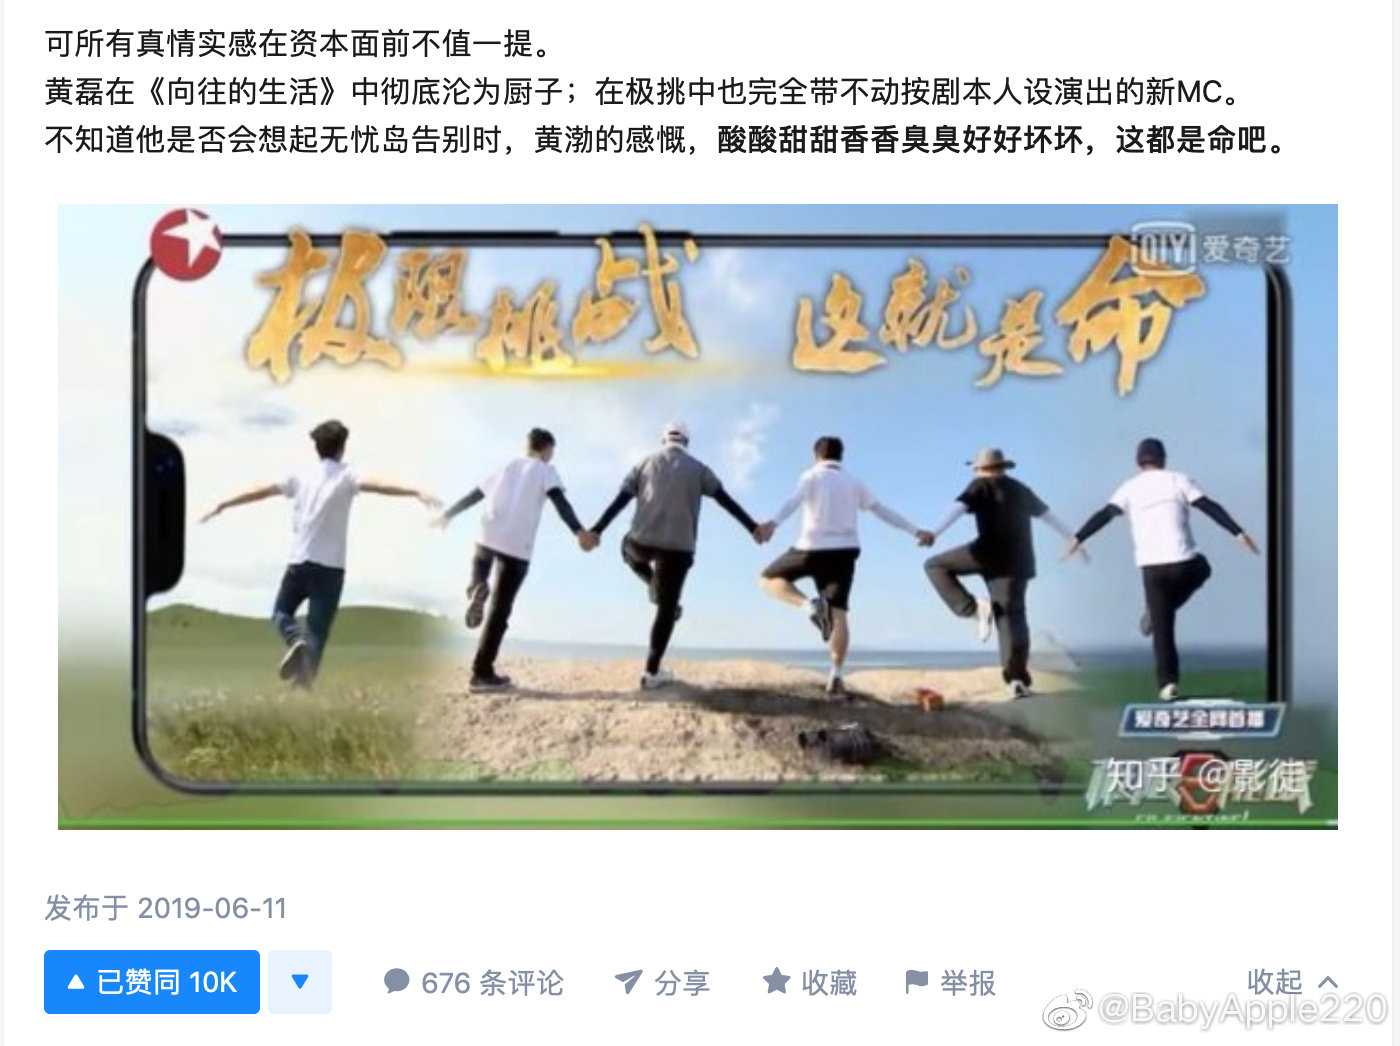 可所有真情实感在资本面前不值一提。
黄磊在《向往的生活》中彻底沦为厨子；在极挑中也完全带不动按剧本人设演出的新MC。
不知道他是否会想起无忧岛告别时，黄渤的感慨，酸酸甜甜香香臭臭好好坏坏，这都是命吧。
极限挑战 这就是命
iQIYI 爱奇艺
爱奇艺全网首播
知乎 @影徒
发布于 2019-06-11
已赞同 10K
676 条评论
分享
收藏
举报
收起
@BabyApple220